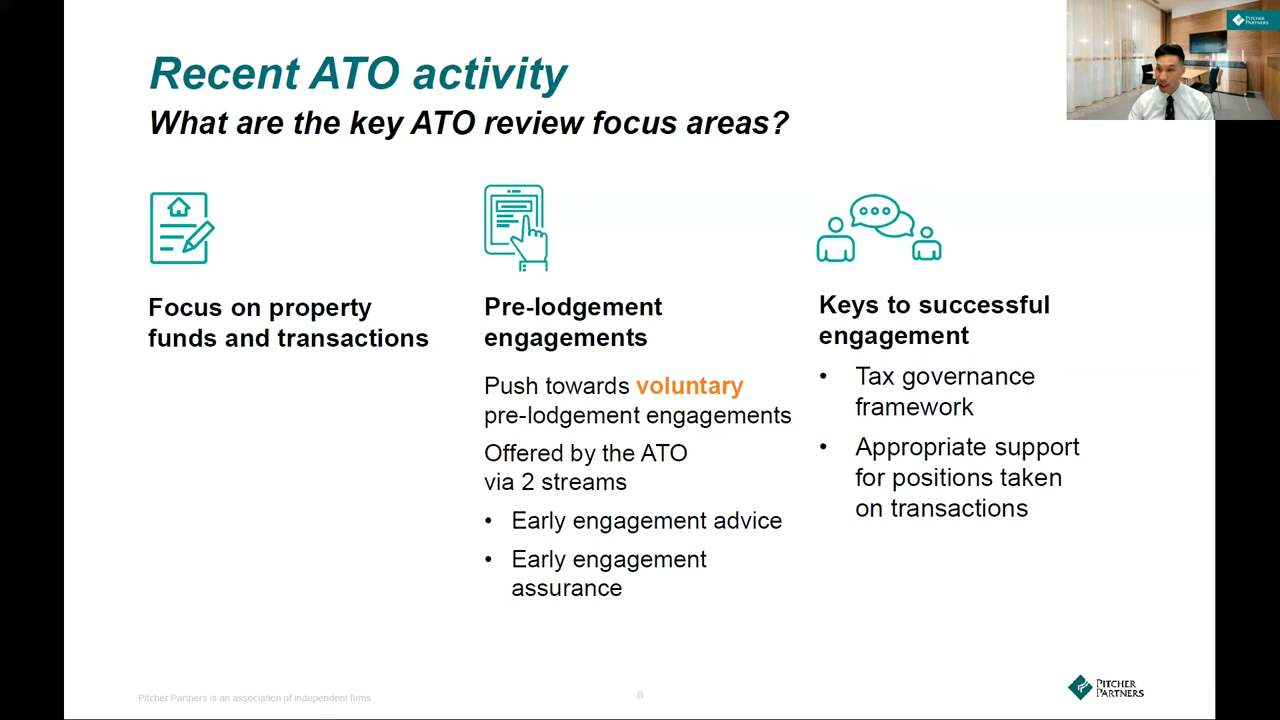 Recent ATO activity
What are the key ATO review focus areas?
Focus on property
funds and transactions
Pre-lodgement
engagements
Push towards voluntary
pre-lodgement engagements
Offered by the ATO
via 2 streams
• Early engagement advice
• Early engagement
assurance
Keys to successful
engagement
• Tax governance
framework
• Appropriate support
for positions taken
on transactions
Pitcher Partners is an association of independent firms.
8
PITCHER
PARTNERS
PITCHER
PARTNERS